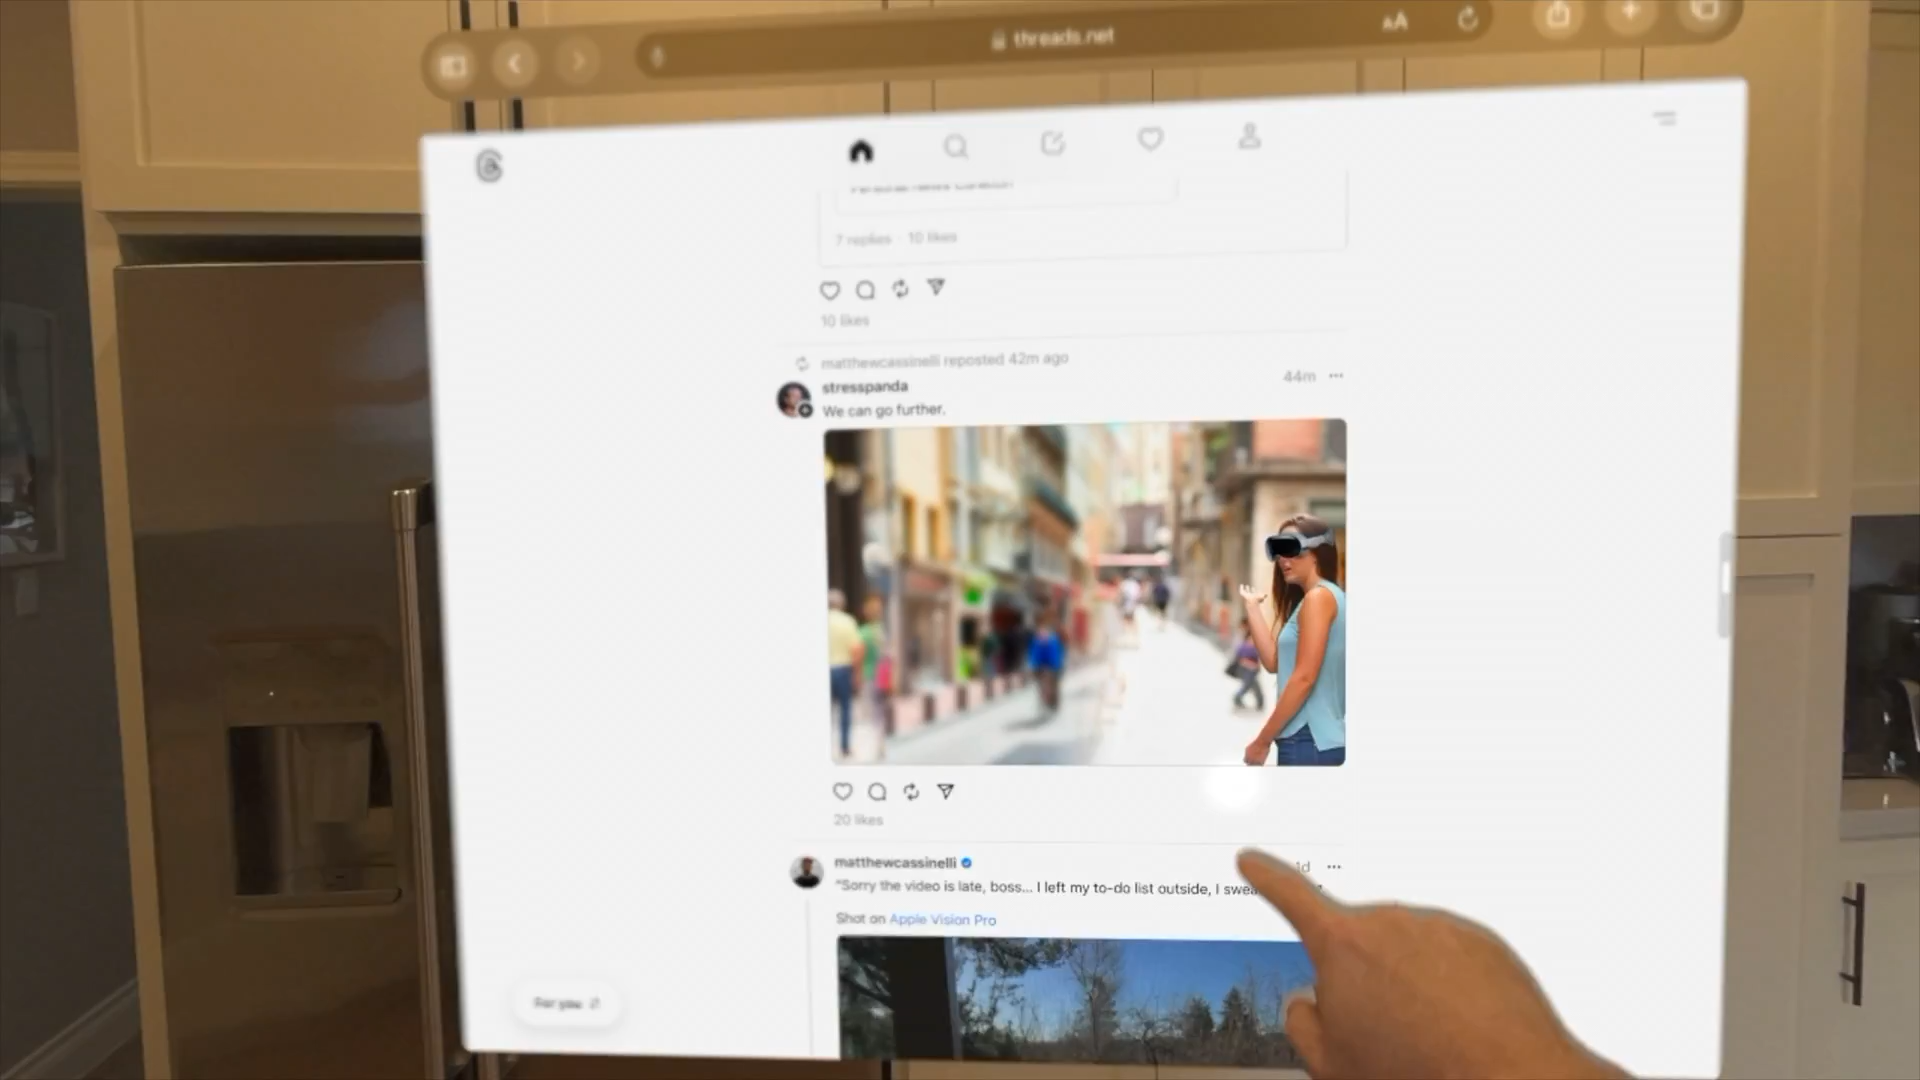 threads.net
AA
7 replies · 10 likes
10 likes
matthewcassinelli reposted 42m ago
stresspanda
44m
We can go further.
20 likes
matthewcassinelli
1d
"Sorry the video is late, boss... I left my to-do list outside, I
Shot on Apple Vision Pro
For you